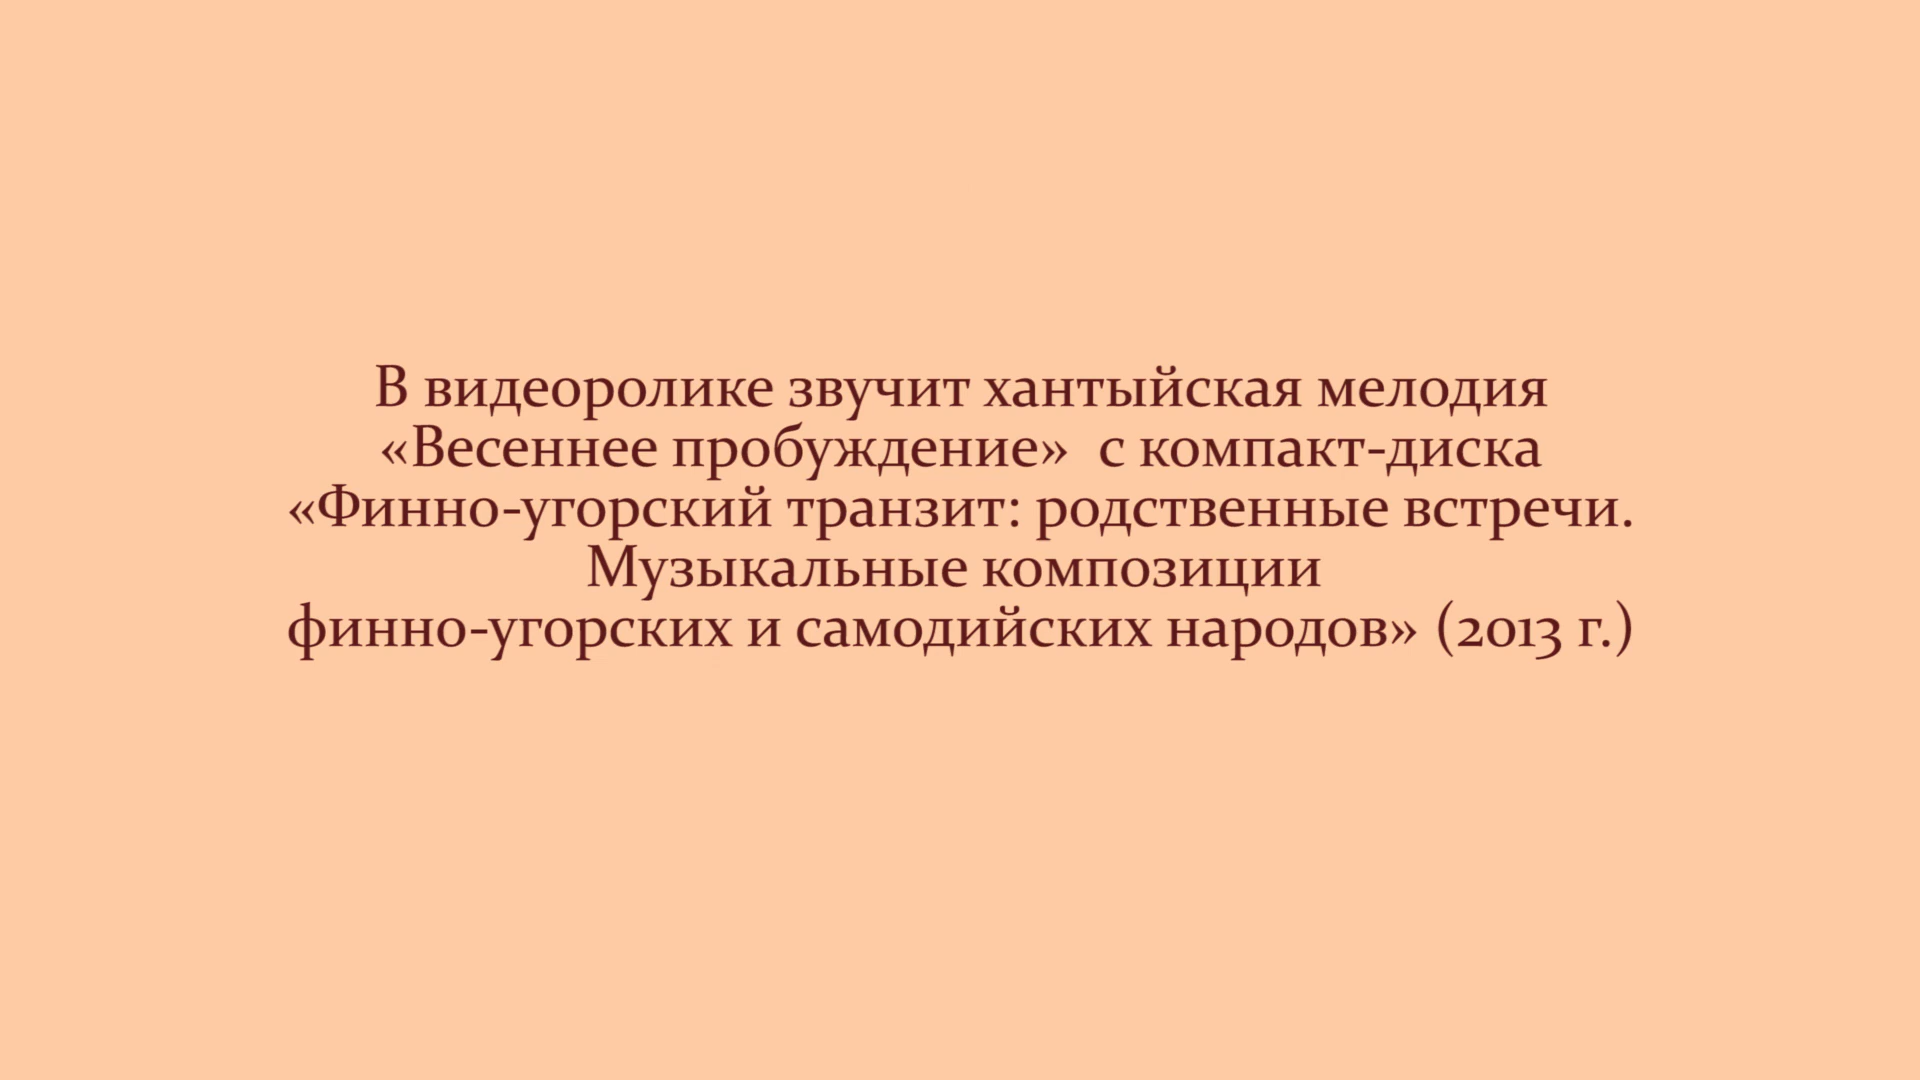 В видеоролике звучит хантыйская мелодия
«Весеннее пробуждение»  с компакт-диска
«Финно-угорский транзит: родственные встречи.
Музыкальные композиции
финно-угорских и самодийских народов» (2013 г.)